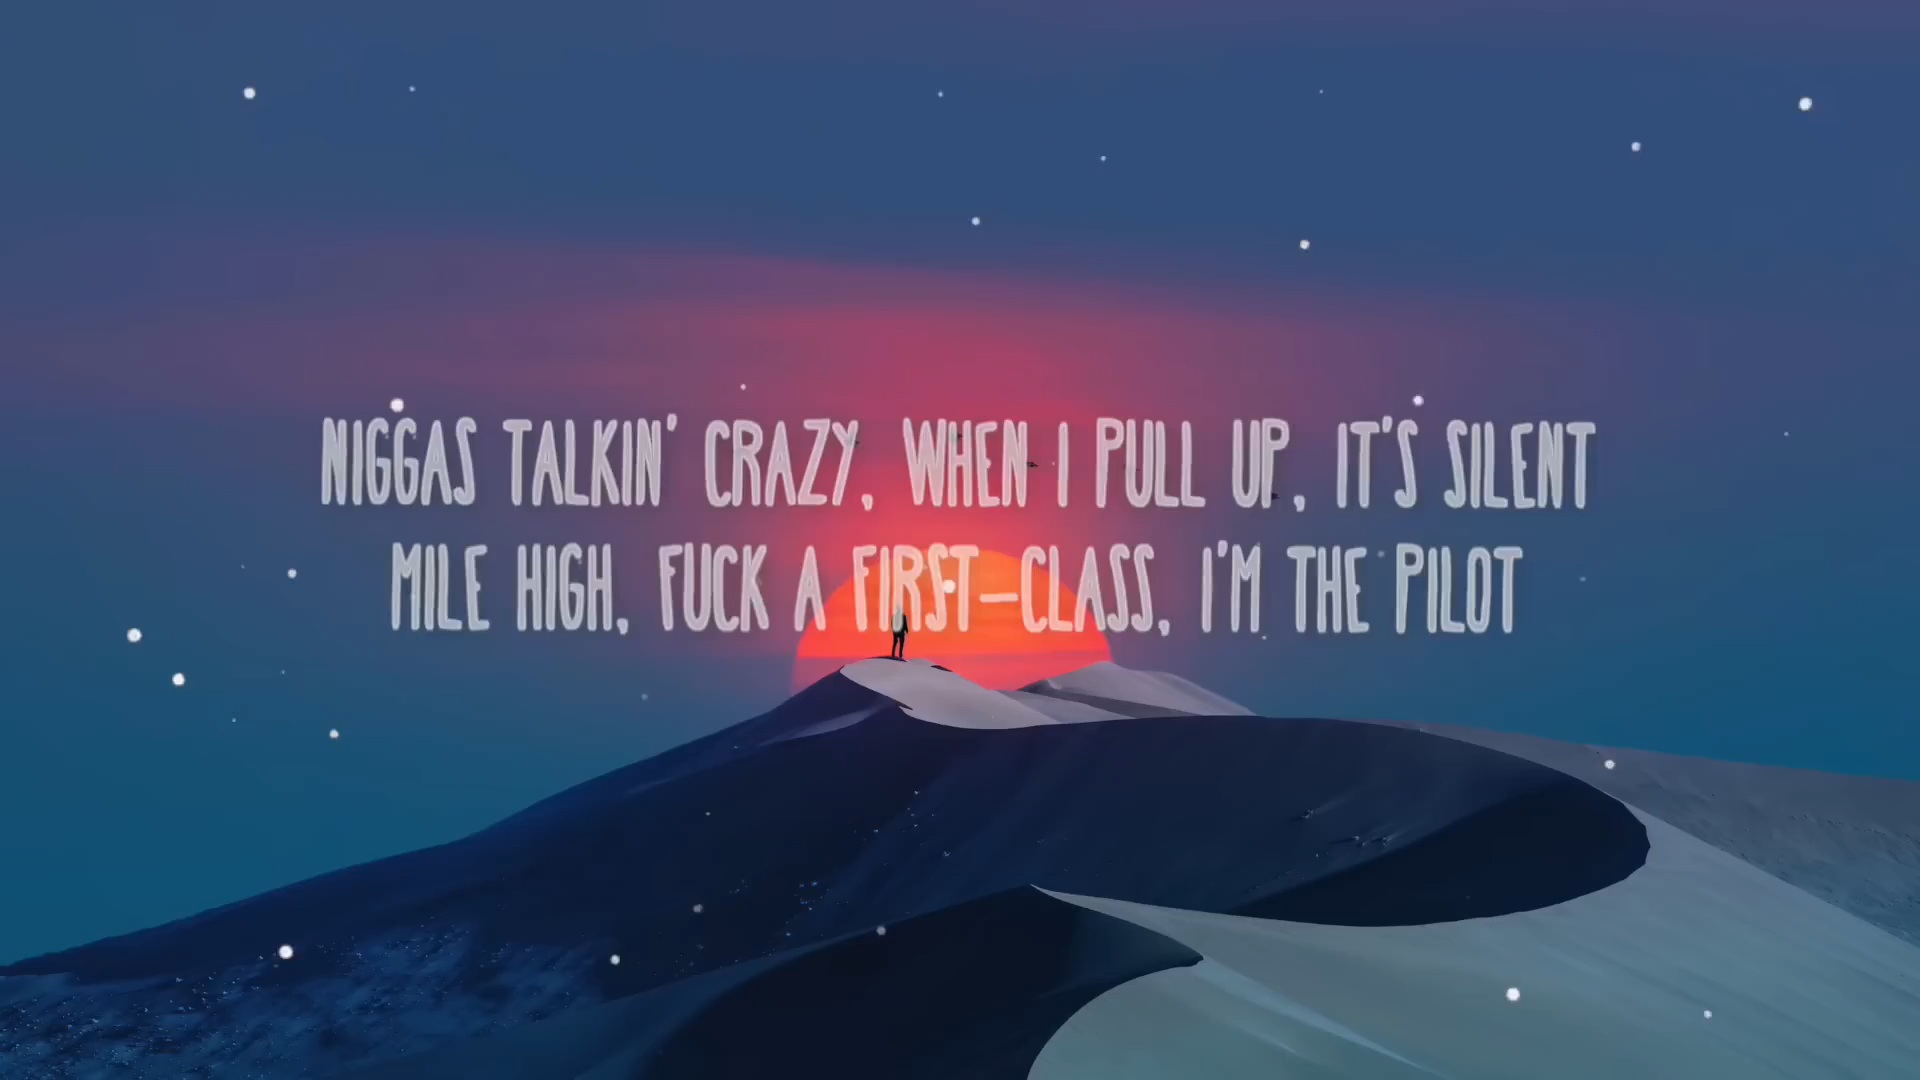 NIGGAS TALKIN' CRAZY, WHEN I PULL UP, IT'S SILENT
MILE HIGH, FUCK A FIRST-CLASS, I'M THE PILOT